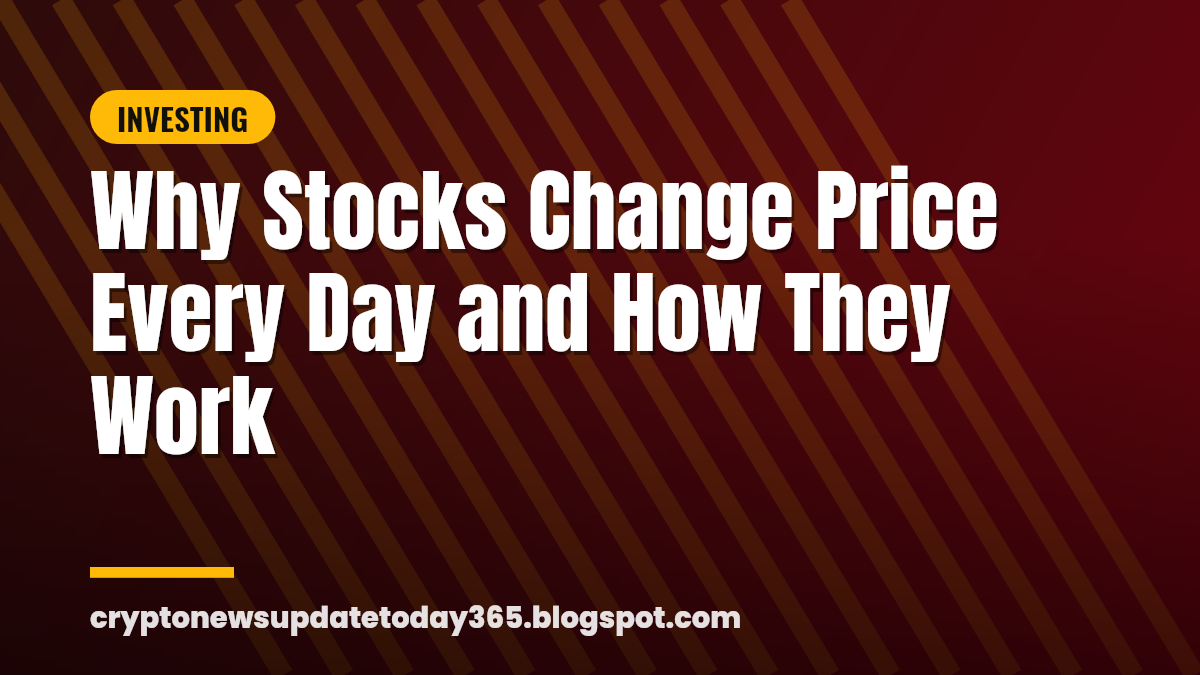 INVESTING
Why Stocks Change Price
Every Day and How They
Work
cryptonewsupdatetoday365.blogspot.com